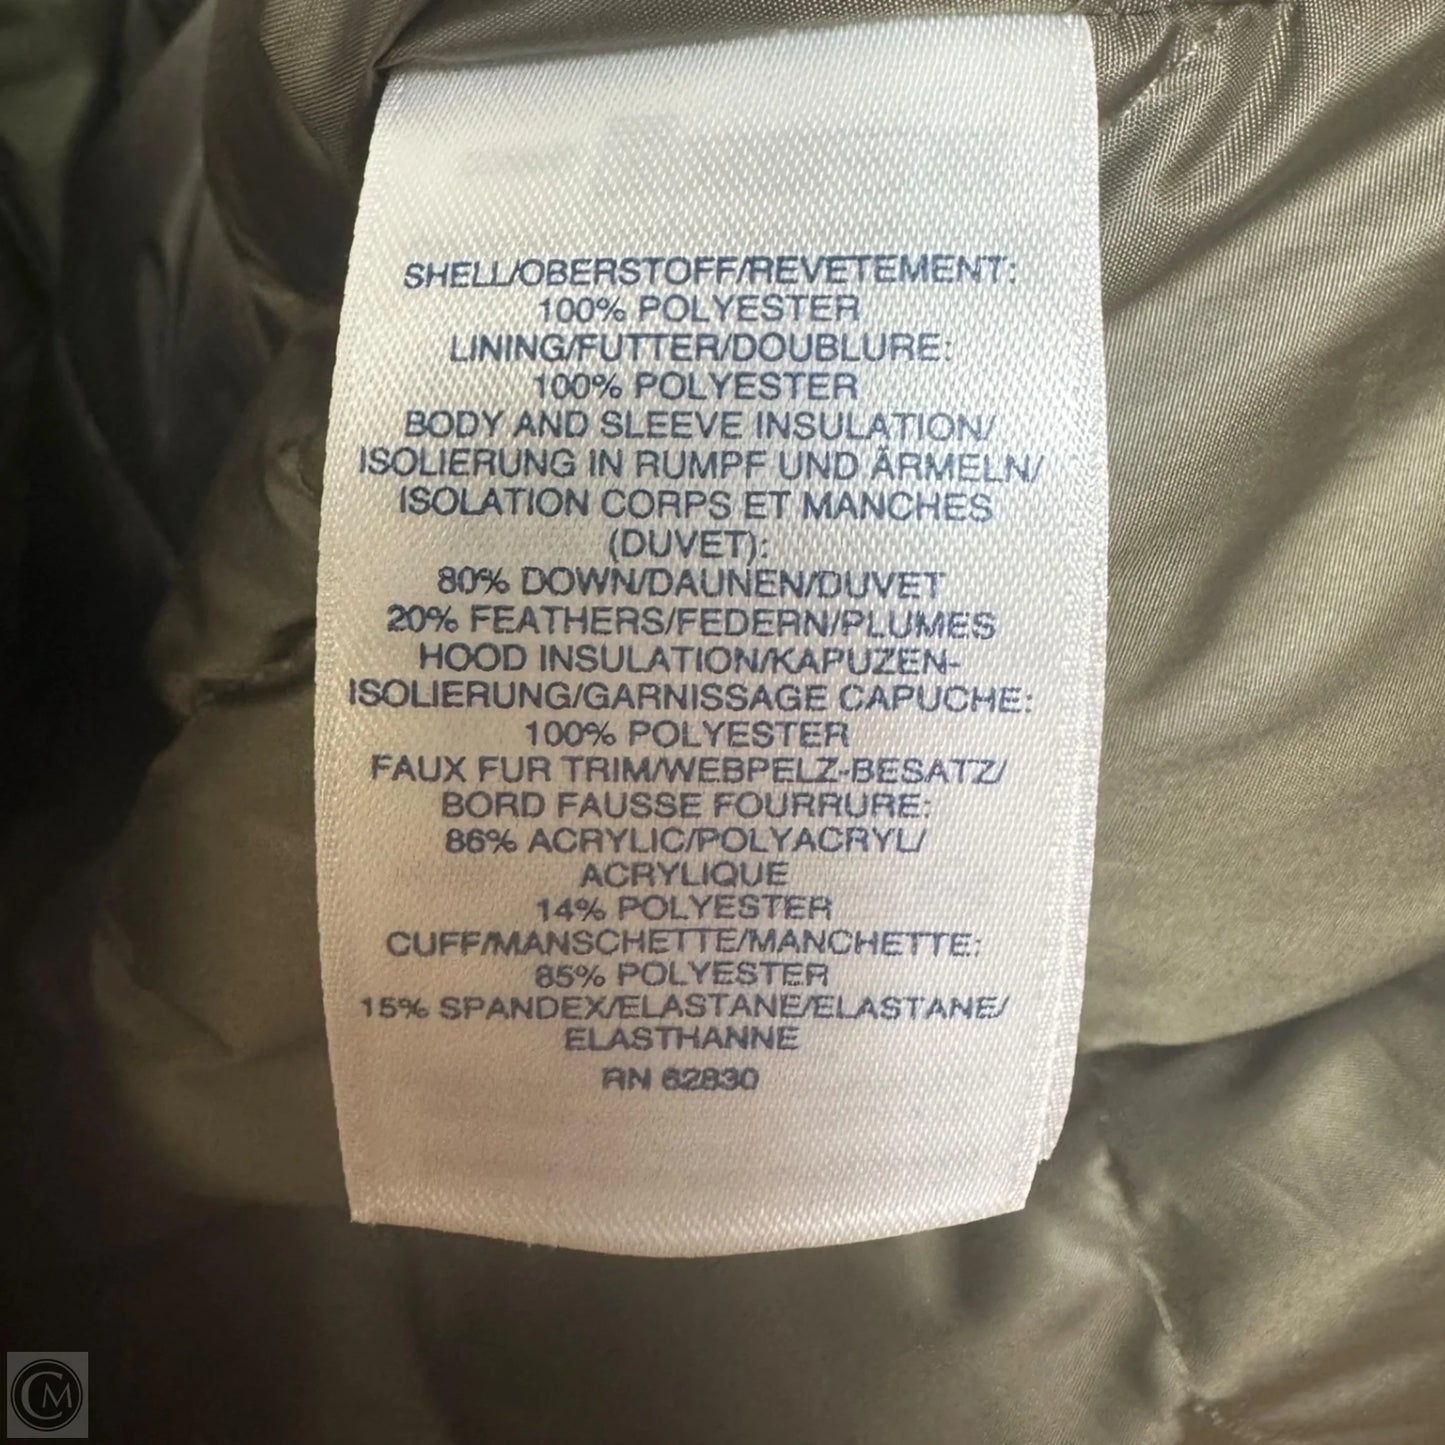 SHELL/OBERSTOFF/REVETEMENT:
100% POLYESTER
LINING/FUTTER/DOUBLURE:
100% POLYESTER
BODY AND SLEEVE INSULATION/
ISOLIERUNG IN RUMPF UND ÄRMELN/
ISOLATION CORPS ET MANCHES
(DUVET):
80% DOWN/DAUNEN/DUVET
20% FEATHERS/FEDERN/PLUMES
HOOD INSULATION/KAPUZEN-
ISOLIERUNG/GARNISSAGE CAPUCHE:
100% POLYESTER
FAUX FUR TRIM/WEBPELZ-BESATZ/
BORD FAUSSE FOURRURE:
86% ACRYLIC/POLYACRYL/
ACRYLIQUE
14% POLYESTER
CUFF/MANSCHETTE/MANCHETTE:
85% POLYESTER
15% SPANDEX/ELASTANE/ELASTANE/
ELASTHANNE
RN 62830
CM